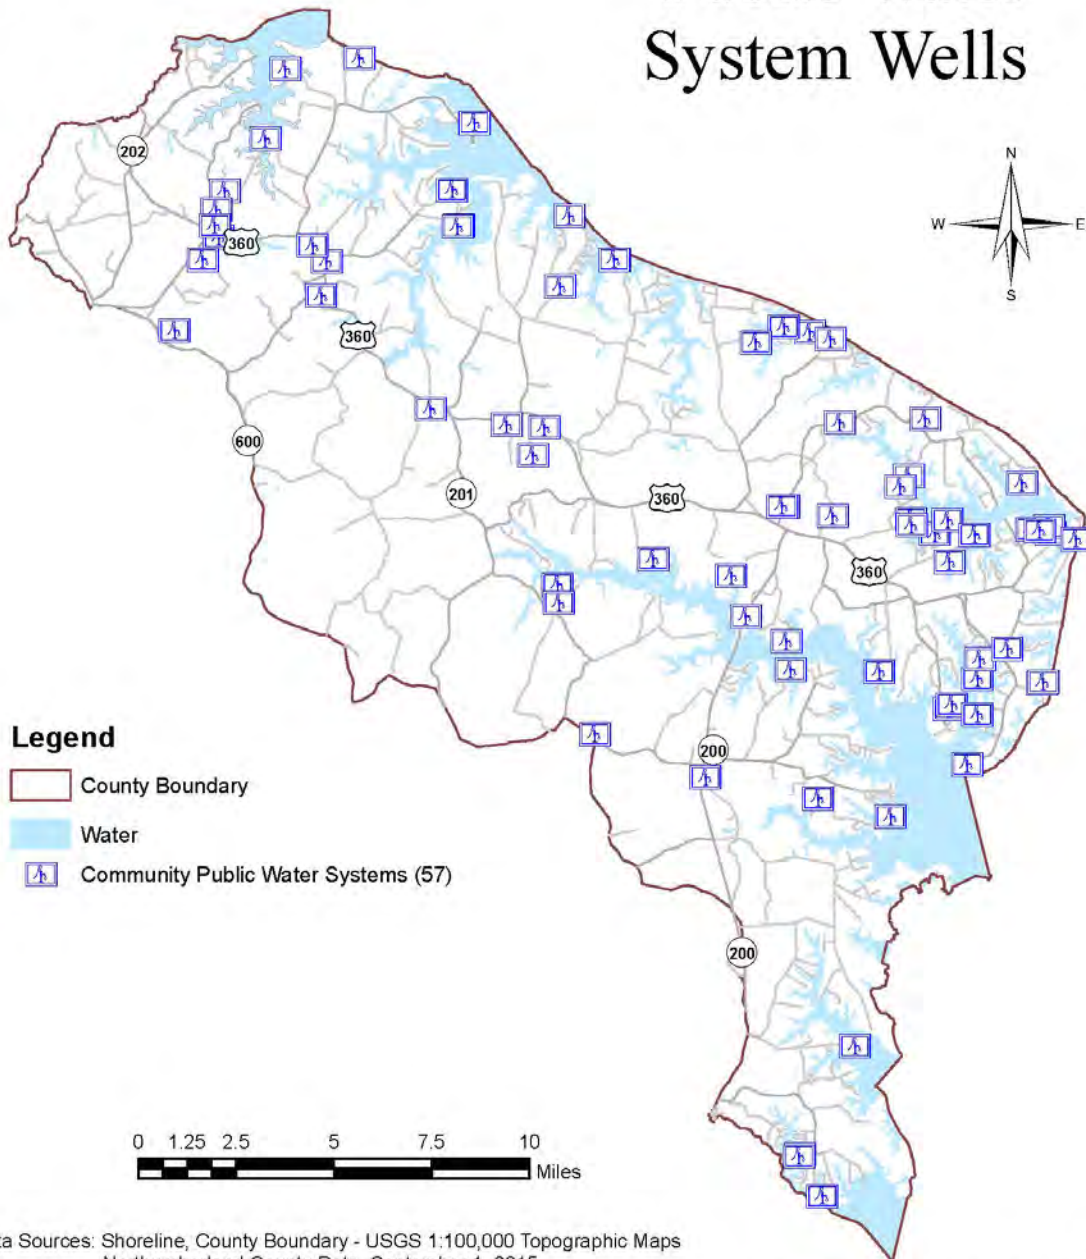 System Wells
N
W E
S
202
360
360
600
201
360
360
200
200
Legend
County Boundary
Water
Community Public Water Systems (57)
0 1.25 2.5 5 7.5 10
Miles
Sources: Shoreline, County Boundary - USGS 1:100,000 Topographic Maps